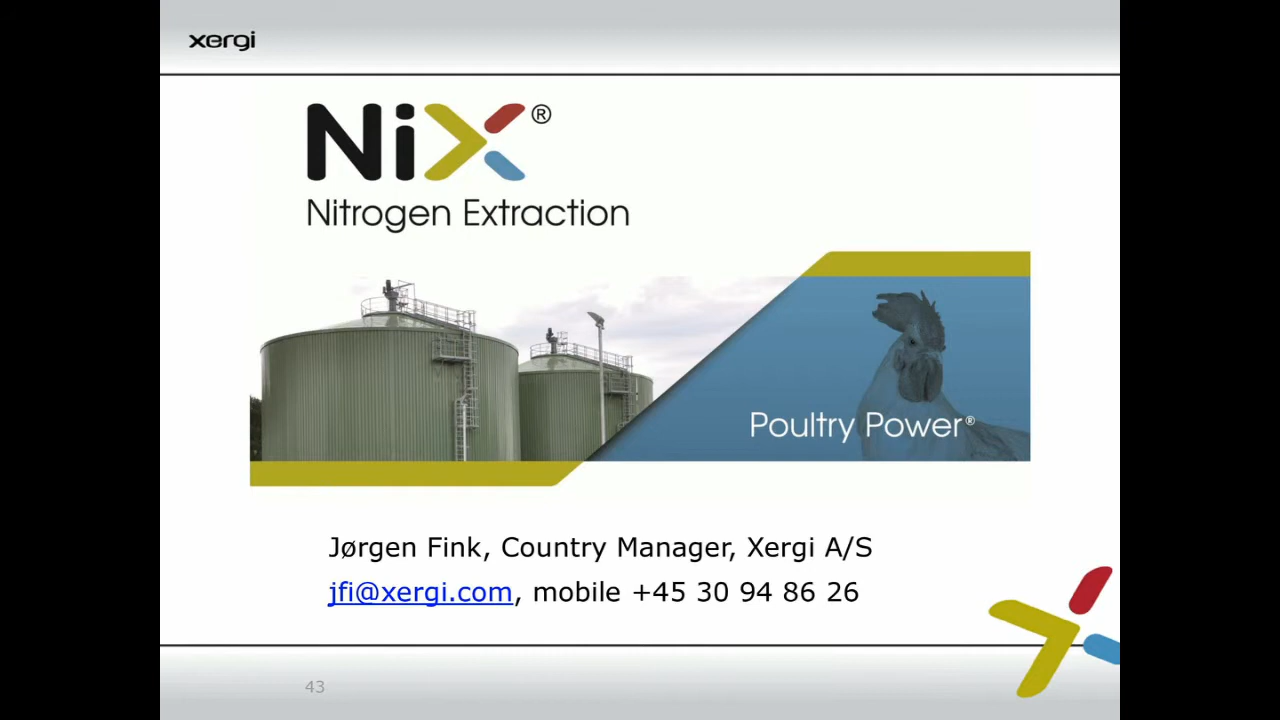 xergi
NiX®
Nitrogen Extraction
Poultry Power®
Jørgen Fink, Country Manager, Xergi A/S
jfi@xergi.com, mobile +45 30 94 86 26
43